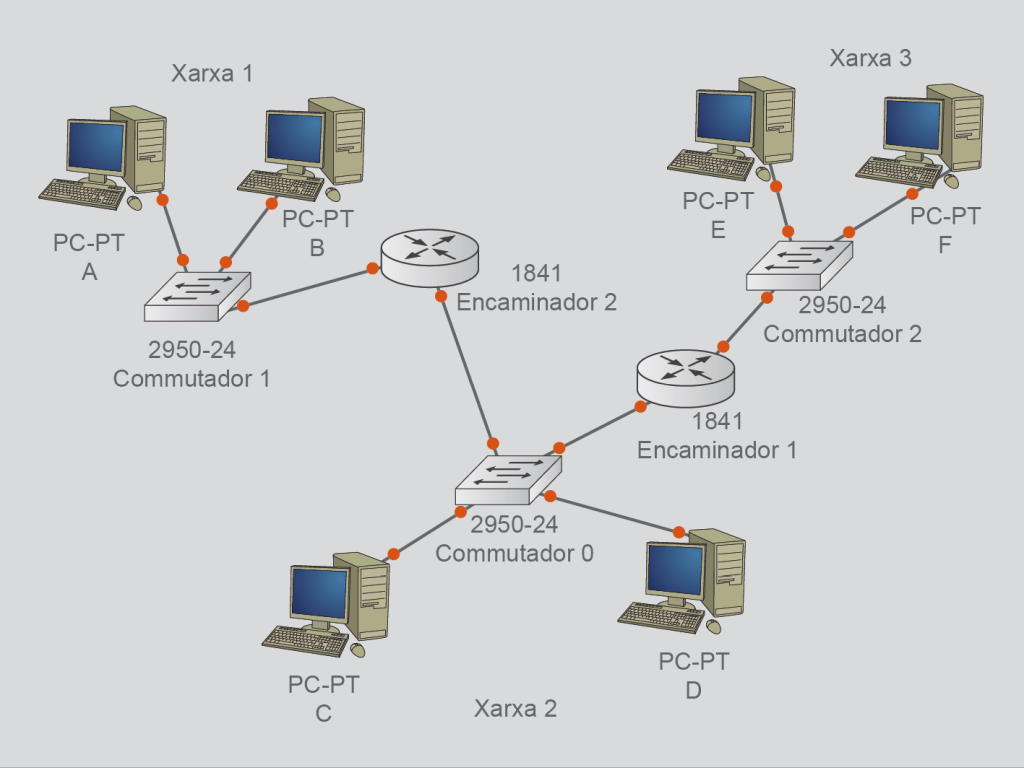 Xarxa 1
Xarxa 3
PC-PT
A
PC-PT
B
PC-PT
E
PC-PT
F
1841
Encaminador 2
2950-24
Commutador 1
2950-24
Commutador 2
1841
Encaminador 1
2950-24
Commutador 0
PC-PT
C
PC-PT
D
Xarxa 2